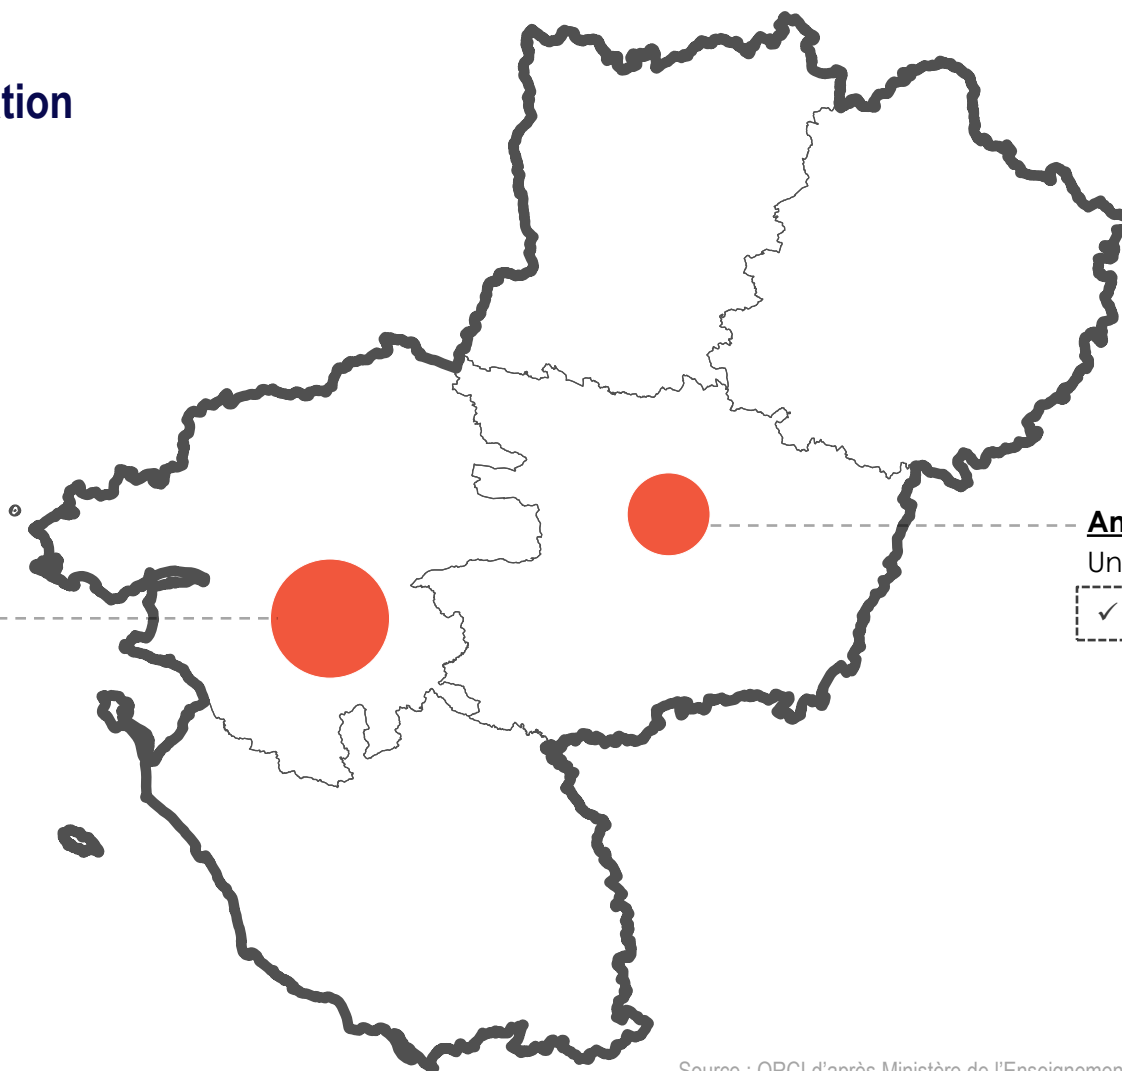 tion
An
Un
✓
Source : ORCI d'après Ministère de l'Enseignemen